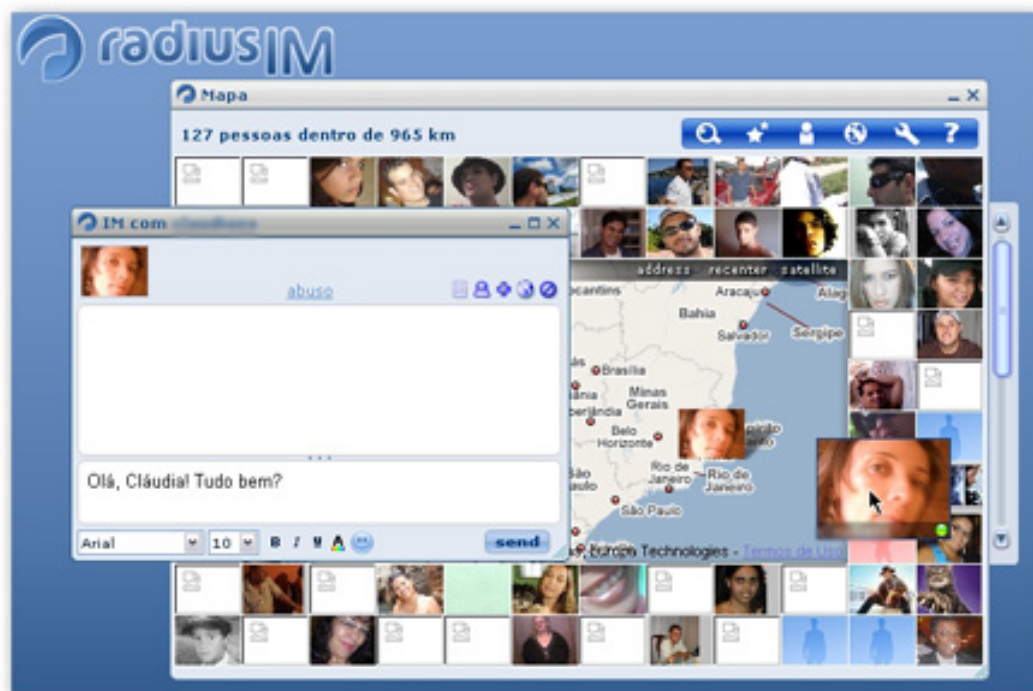 radiusIM
Mapa
127 pessoas dentro de 965 km
?
IM com
abuso
address recenter satellite
Aracaju
Alag
Bahia
Salvador
Sergipe
Brasília
Minas
Gerais
Belo
Horizonte
Rio de
Janeiro
Rio de
Janeiro
São Paulo
Olá, Cláudia! Tudo bem?
Arial 10 B I U A send
Europa Technologies - Termos de Uso